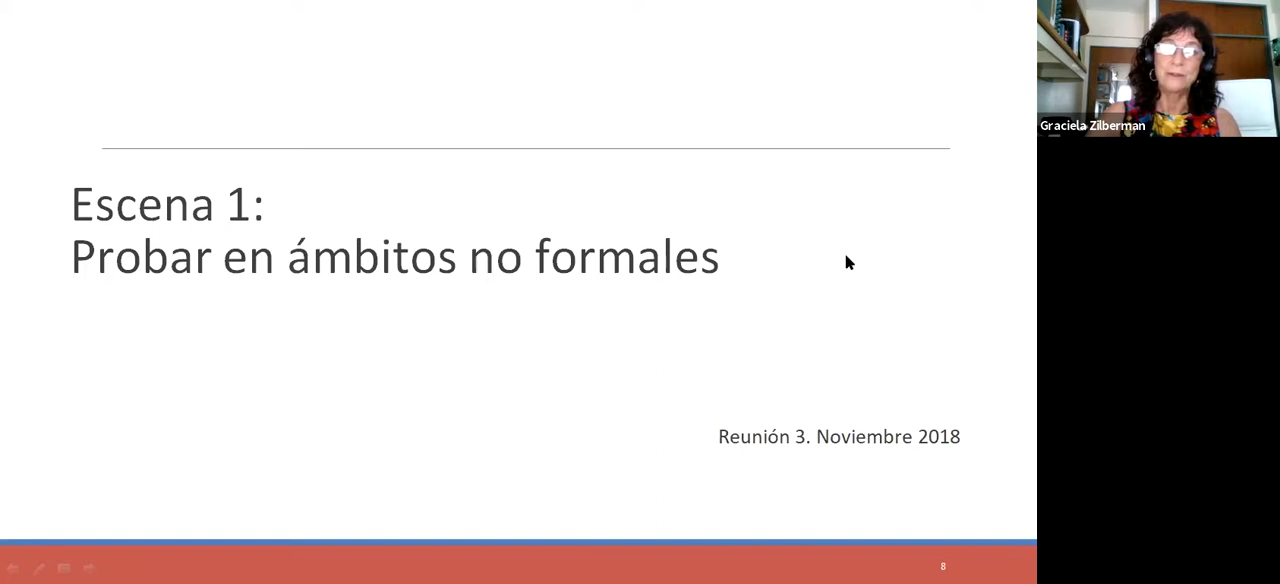 Graciela Zilberman
Escena 1:
Probar en ámbitos no formales
Reunión 3. Noviembre 2018
8